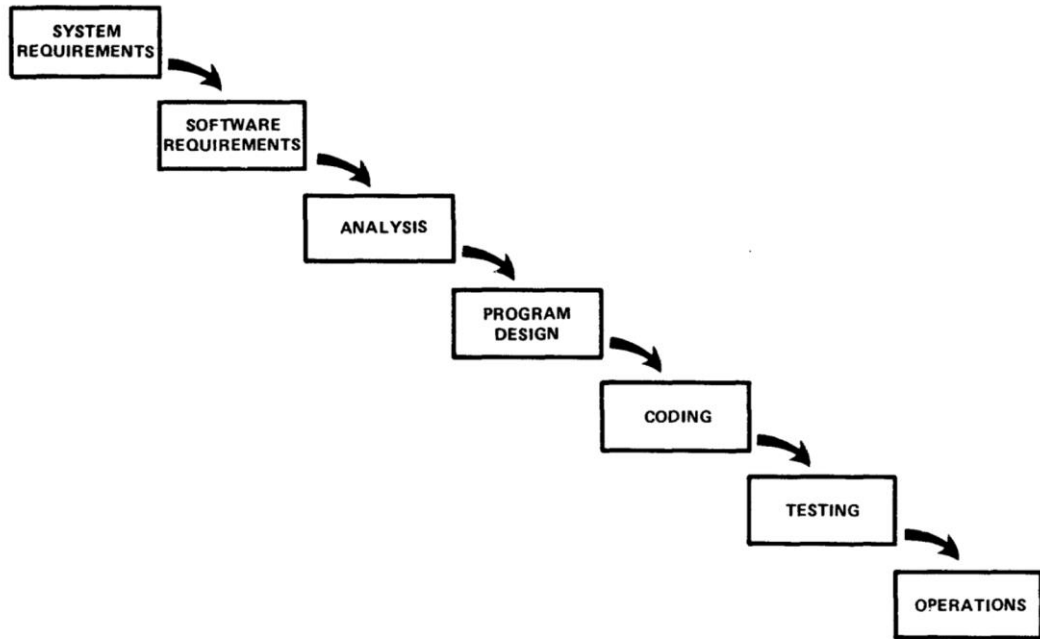 SYSTEM
REQUIREMENTS
SOFTWARE
REQUIREMENTS
ANALYSIS
PROGRAM
DESIGN
CODING
TESTING
OPERATIONS